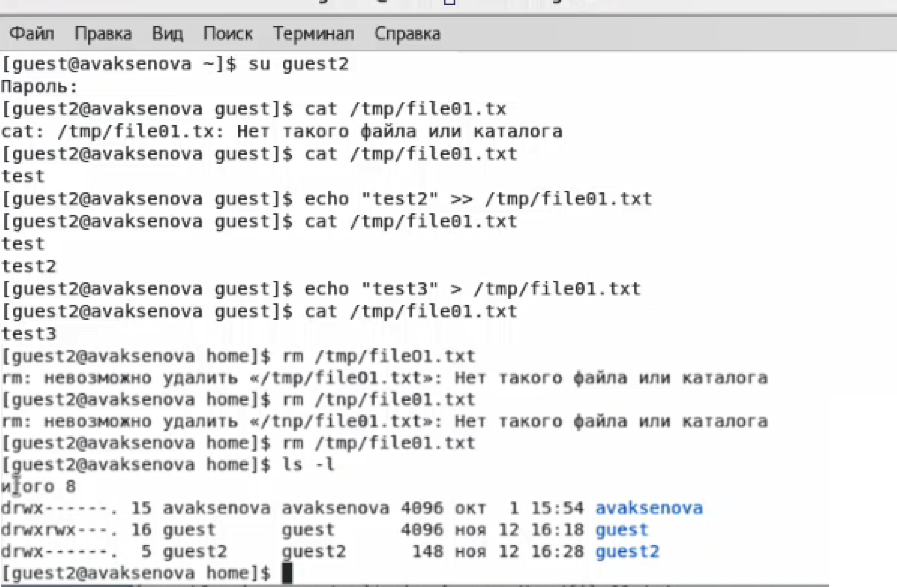 Файл Правка Вид Поиск Терминал Справка
[guest@avaksenova ~]$ su guest2
Пароль:
[guest2@avaksenova guest]$ cat /tmp/file01.tx
cat: /tmp/file01.tx: Нет такого файла или каталога
[guest2@avaksenova guest]$ cat /tmp/file01.txt
test
[guest2@avaksenova guest]$ echo "test2" >> /tmp/file01.txt
[guest2@avaksenova guest]$ cat /tmp/file01.txt
test
test2
[guest2@avaksenova guest]$ echo "test3" > /tmp/file01.txt
[guest2@avaksenova guest]$ cat /tmp/file01.txt
test3
[guest2@avaksenova home]$ rm /tmp/fileO1.txt
rm: невозможно удалить «/tmp/fileO1.txt»: Нет такого файла или каталога
[guest2@avaksenova home]$ rm /tnp/file01.txt
rm: невозможно удалить «/tnp/file01.txt»: Нет такого файла или каталога
[guest2@avaksenova home]$ rm /tmp/file01.txt
[guest2@avaksenova home]$ ls -l
итого 8
drwx------. 15 avaksenova avaksenova 4096 окт 1 15:54 avaksenova
drwxrwx---. 16 guest guest 4096 ноя 12 16:18 guest
drwx------. 5 guest2 guest2 148 ноя 12 16:28 guest2
[guest2@avaksenova home]$